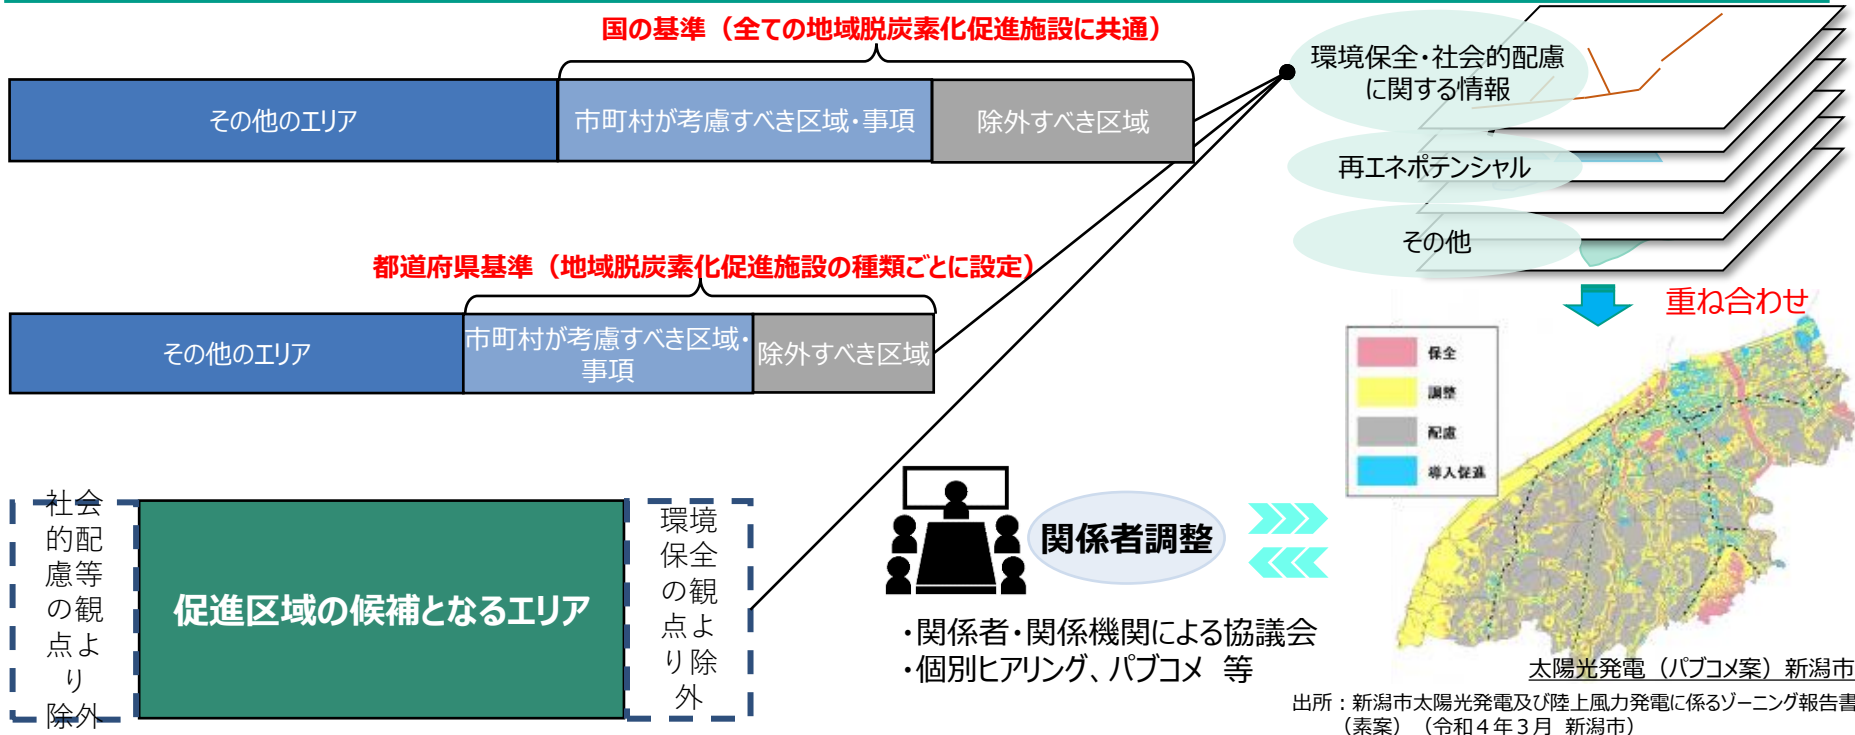 国の基準（全ての地域脱炭素化促進施設に共通）
その他のエリア
市町村が考慮すべき区域・事項
除外すべき区域
都道府県基準（地域脱炭素化促進施設の種類ごとに設定）
その他のエリア
市町村が考慮すべき区域・
事項
除外すべき区域
社会
的配
慮等
の観
点よ
り
除外
促進区域の候補となるエリア
環境
保全
の観
点よ
り除
外
関係者調整
・関係者・関係機関による協議会
・個別ヒアリング、パブコメ 等
環境保全・社会的配慮
に関する情報
再エネポテンシャル
その他
重ね合わせ
保全
調整
配慮
導入促進
太陽光発電（パブコメ案）新潟市
出所：新潟市太陽光発電及び陸上風力発電に係るゾーニング報告書
（素案）（令和４年３月 新潟市）